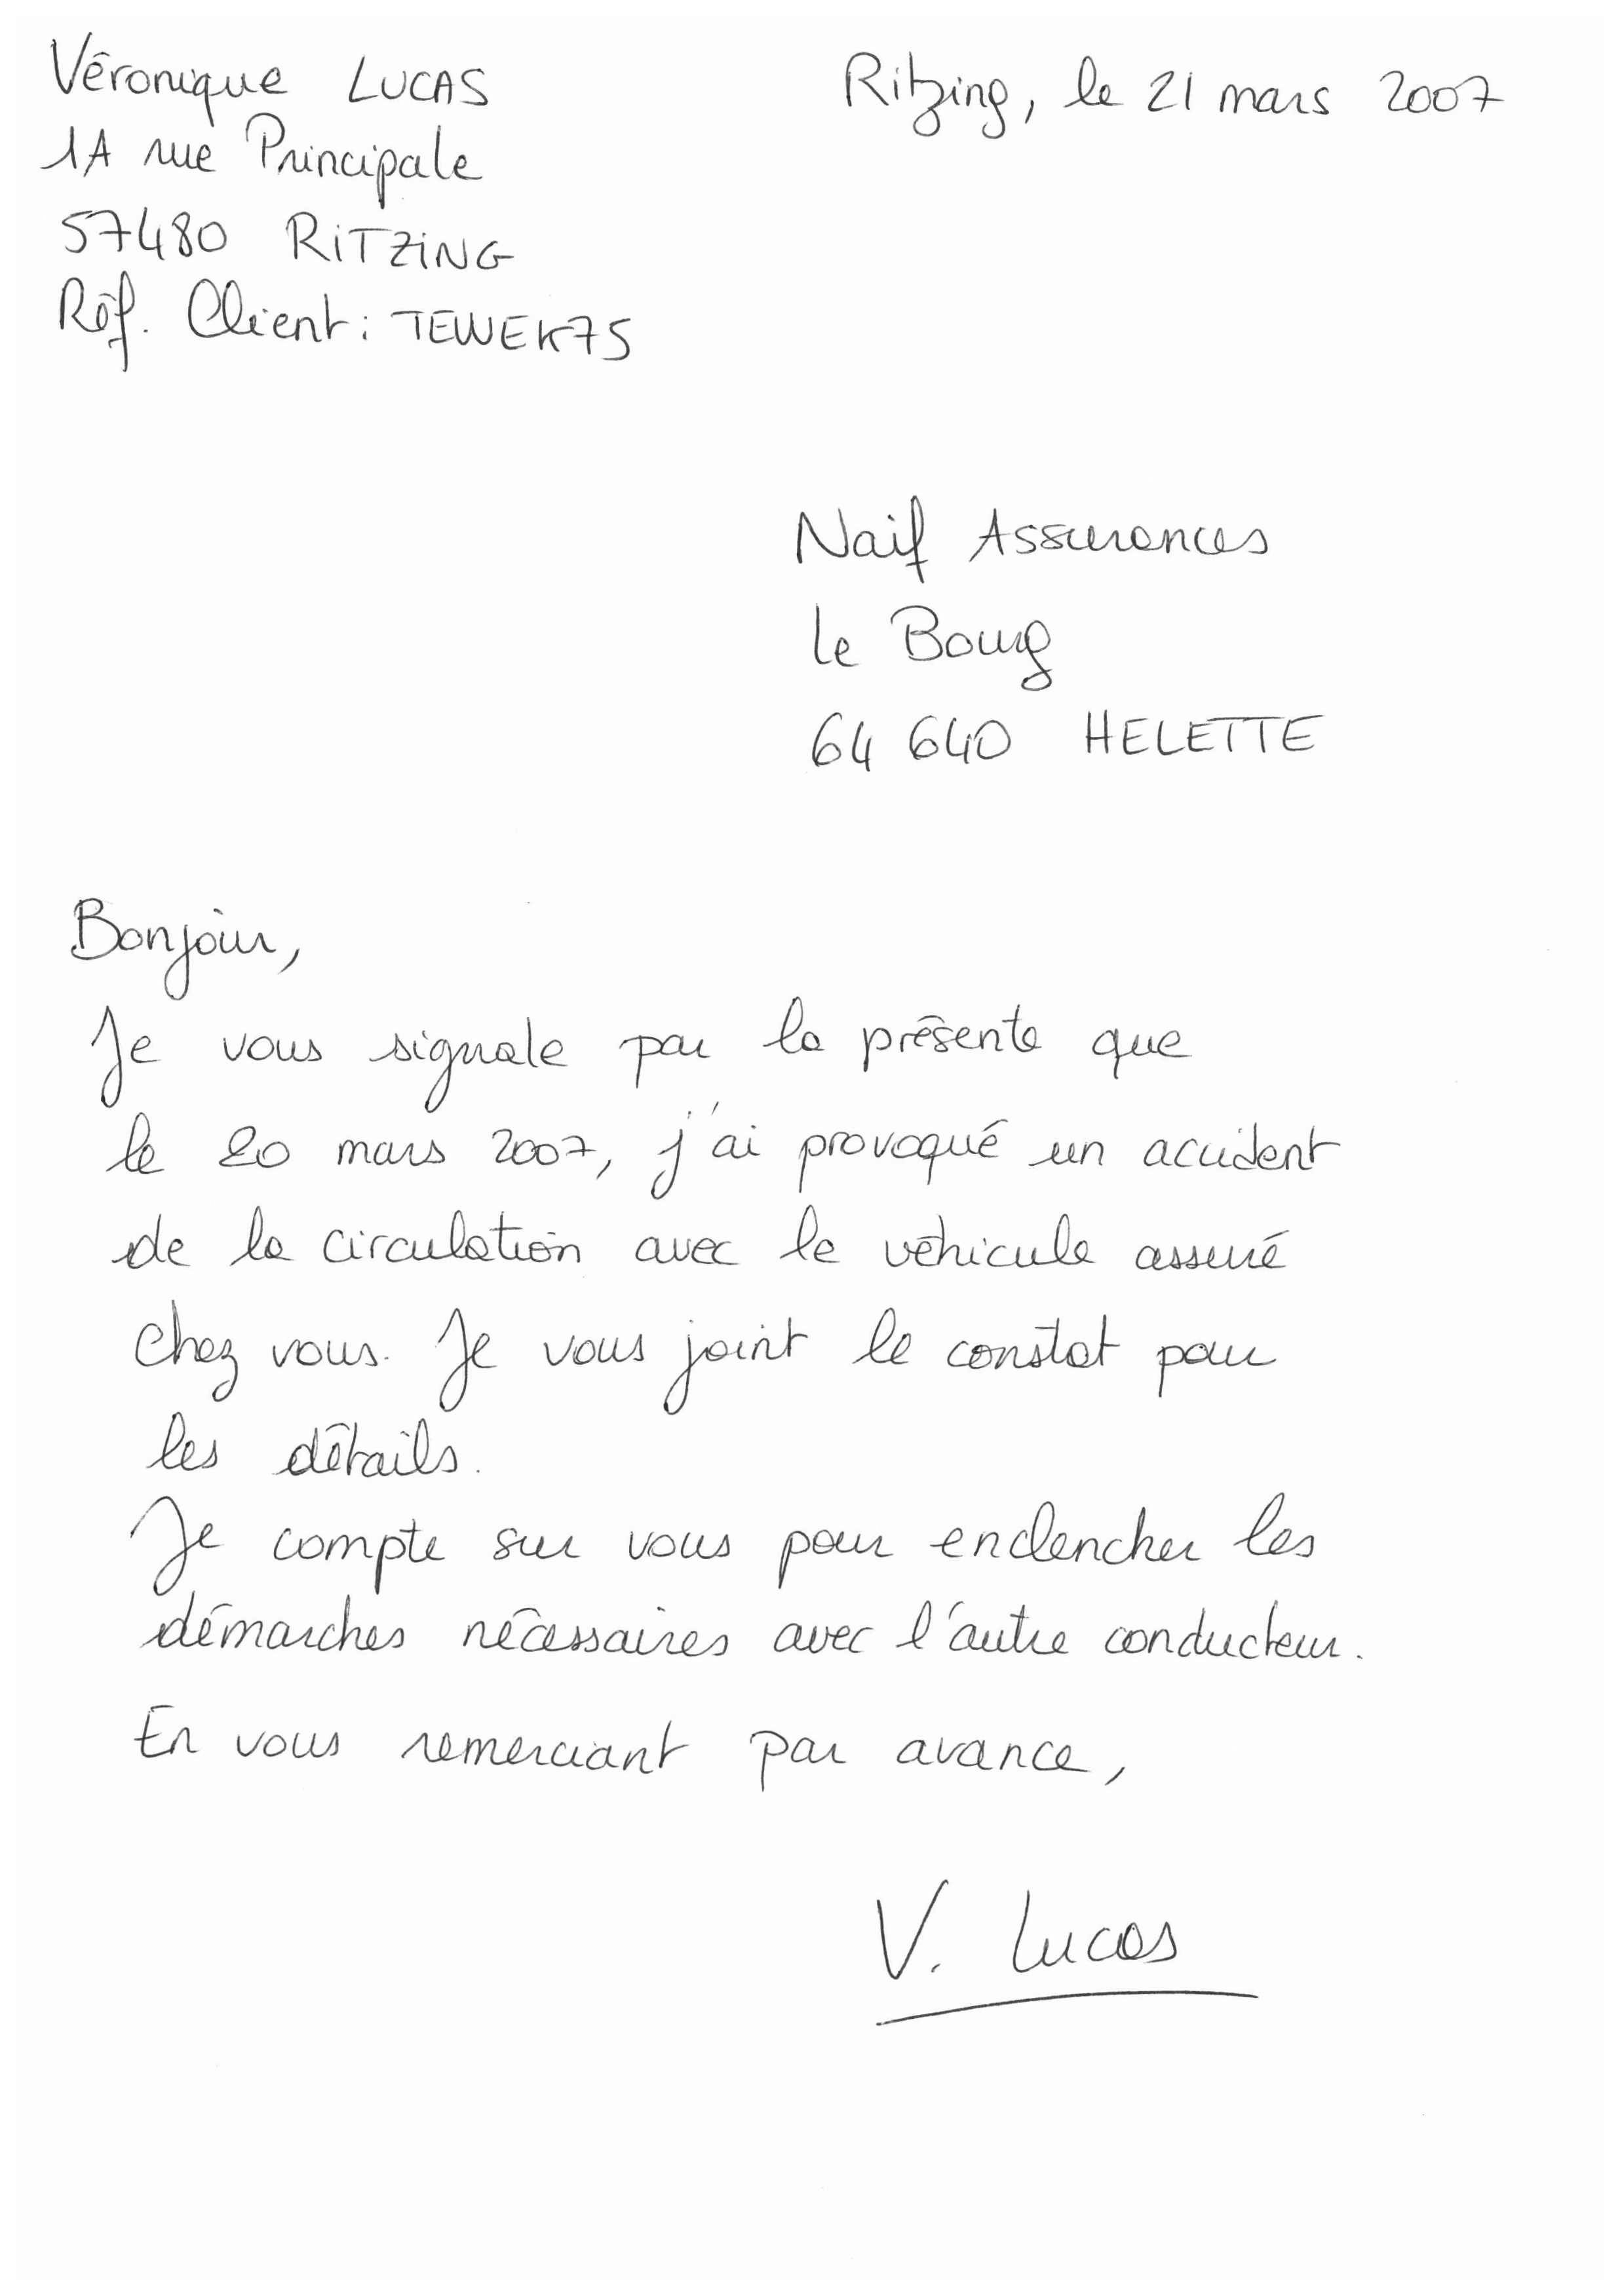 Véronique LUCAS
Ritzing, le 21 mars 2007
1A rue Principale
57480 RITZING
Réf. Client : TEWEK75
Naif Assurances
Le Bourg
64 640 HELETTE
Bonjour,
Je vous signale par la présente que
le 20 mars 2007, j'ai provoqué un accident
de la circulation avec le véhicule assuré
chez vous. Je vous joint le constat pour
les détails.
Je compte sur vous pour enclencher les
démarches nécessaires avec l'autre conducteur.
En vous remerciant par avance,
V. Lucas